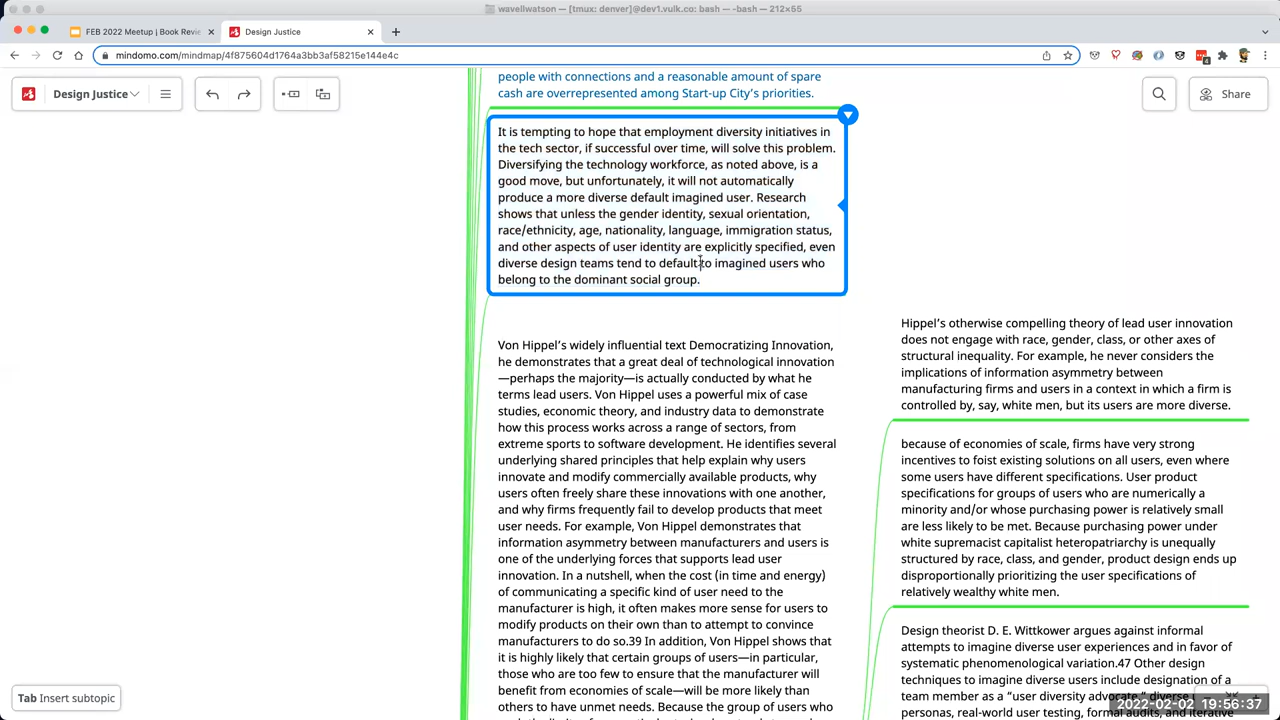 wavellwatson — [tmux: denver]@dev1.vulk.co: bash — -bash — 212×55
FEB 2022 Meetup | Book Revie
Design Justice
mindomo.com/mindmap/4f875604d1764a3bb3af58215e144e4c
Design Justice
Share
people with connections and a reasonable amount of spare
cash are overrepresented among Start-up City's priorities.
It is tempting to hope that employment diversity initiatives in
the tech sector, if successful over time, will solve this problem.
Diversifying the technology workforce, as noted above, is a
good move, but unfortunately, it will not automatically
produce a more diverse default imagined user. Research
shows that unless the gender identity, sexual orientation,
race/ethnicity, age, nationality, language, immigration status,
and other aspects of user identity are explicitly specified, even
diverse design teams tend to default to imagined users who
belong to the dominant social group.
Von Hippel's widely influential text Democratizing Innovation,
he demonstrates that a great deal of technological innovation
—perhaps the majority—is actually conducted by what he
terms lead users. Von Hippel uses a powerful mix of case
studies, economic theory, and industry data to demonstrate
how this process works across a range of sectors, from
extreme sports to software development. He identifies several
underlying shared principles that help explain why users
innovate and modify commercially available products, why
users often freely share these innovations with one another,
and why firms frequently fail to develop products that meet
user needs. For example, Von Hippel demonstrates that
information asymmetry between manufacturers and users is
one of the underlying forces that supports lead user
innovation. In a nutshell, when the cost (in time and energy)
of communicating a specific kind of user need to the
manufacturer is high, it often makes more sense for users to
modify products on their own than to attempt to convince
manufacturers to do so.39 In addition, Von Hippel shows that
it is highly likely that certain groups of users—in particular,
those who are too few to ensure that the manufacturer will
benefit from economies of scale—will be more likely than
others to have unmet needs. Because the group of users who
Hippel's otherwise compelling theory of lead user innovation
does not engage with race, gender, class, or other axes of
structural inequality. For example, he never considers the
implications of information asymmetry between
manufacturing firms and users in a context in which a firm is
controlled by, say, white men, but its users are more diverse.
because of economies of scale, firms have very strong
incentives to foist existing solutions on all users, even where
some users have different specifications. User product
specifications for groups of users who are numerically a
minority and/or whose purchasing power is relatively small
are less likely to be met. Because purchasing power under
white supremacist capitalist heteropatriarchy is unequally
structured by race, class, and gender, product design ends up
disproportionally prioritizing the user specifications of
relatively wealthy white men.
Design theorist D. E. Wittkower argues against informal
attempts to imagine diverse user experiences and in favor of
systematic phenomenological variation.47 Other design
techniques to imagine diverse users include designation of a
team member as a "user diversity advocate," diverse
personas, real-world user testing, formal audits, and iterative
Tab Insert subtopic
2022-02-02 19:56:37